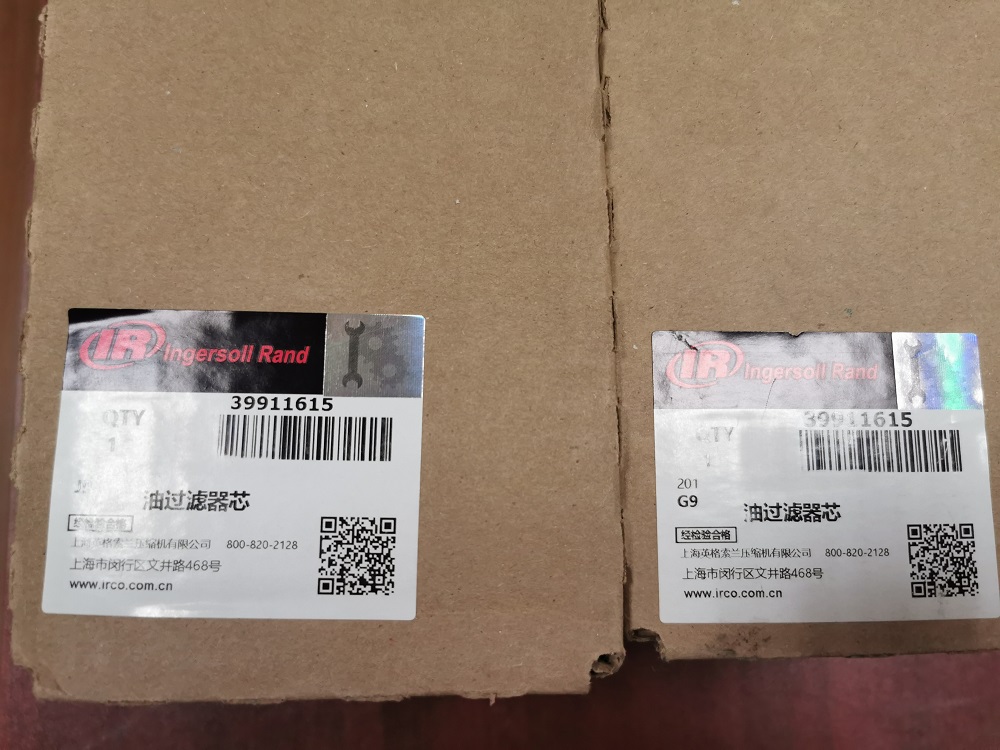 IR Ingersoll Rand
39911615
QTY
1
油过滤器芯
经检验合格
上海英格索兰压缩机有限公司 800-820-2128
上海市闵行区文井路468号
www.irco.com.cn
IR Ingersoll Rand
39911615
QTY
201
G9
油过滤器芯
经检验合格
上海英格索兰压缩机有限公司 800-820-2128
上海市闵行区文井路468号
www.irco.com.cn